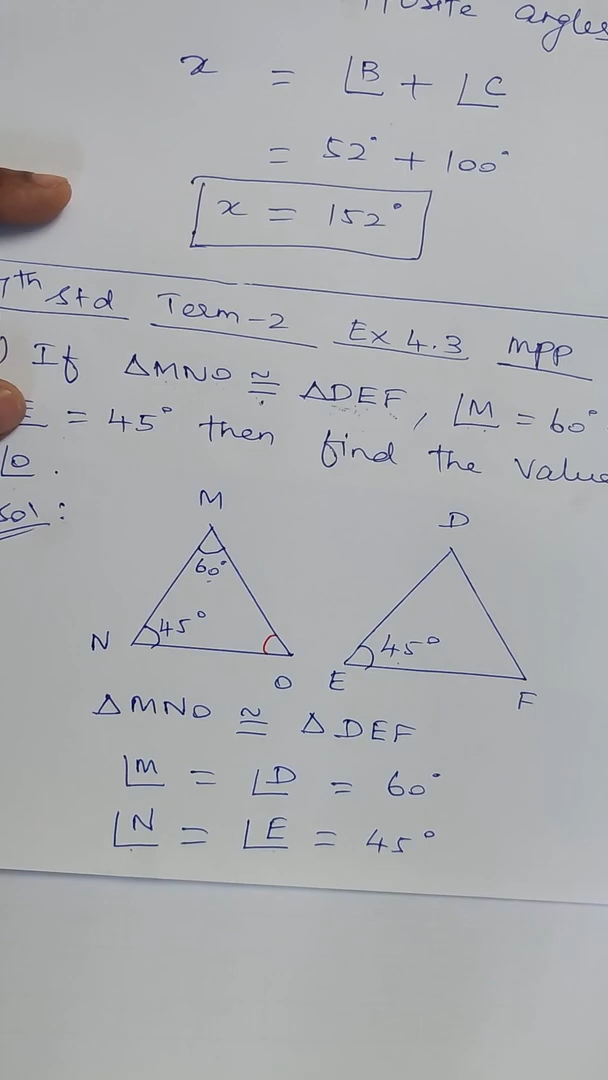 angles
x = ∠B + ∠C
= 52° + 100°
x = 152°
7th Std Term-2 Ex 4.3 MPP
) If ΔMNO ≅ ΔDEF, ∠M = 60°
E = 45° then find the value
∠O.
Sol:
M
D
60°
N 45°
45°
O
E
F
ΔMNO ≅ ΔDEF
∠M = ∠D = 60°
∠N = ∠E = 45°